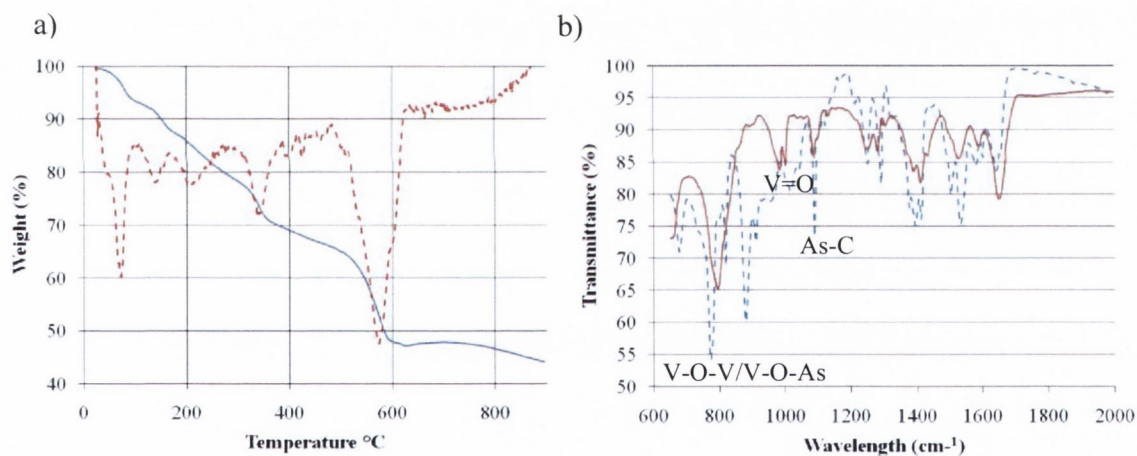 a)
100
90
80
70
60
50
40
Weight (%)
0 200 400 600 800
Temperature °C
b)
100
95
90
85
80
75
70
65
60
55
50
Transmittance (%)
V=O
As-C
V-O-V/V-O-As
600 800 1000 1200 1400 1600 1800 2000
Wavelength (cm-1)